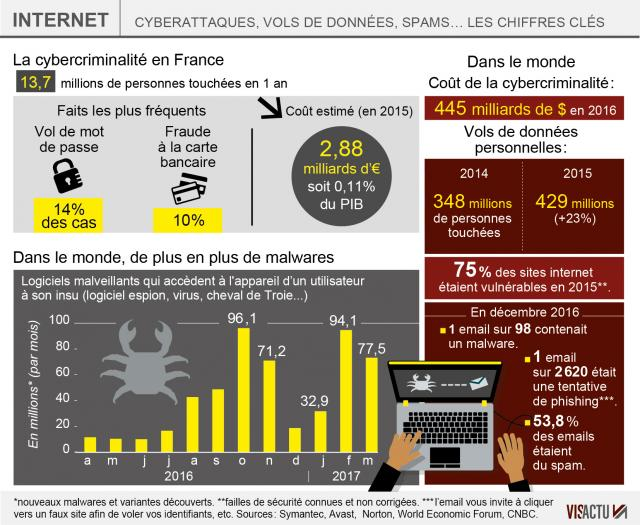 INTERNET
CYBERATTAQUES, VOLS DE DONNÉES, SPAMS... LES CHIFFRES CLÉS
La cybercriminalité en France
13,7 millions de personnes touchées en 1 an
Faits les plus fréquents
Vol de mot
de passe
14%
des cas
Fraude
à la carte
bancaire
10%
Coût estimé (en 2015)
2,88
milliards d'€
soit 0,11%
du PIB
Dans le monde
Coût de la cybercriminalité:
445 milliards de $ en 2016
Vols de données
personnelles:
2014
348 millions
de personnes
touchées
2015
429 millions
(+23%)
75% des sites internet
étaient vulnérables en 2015**.
En décembre 2016
1 email sur 98 contenait
un malware.
1 email
sur 2620 était
une tentative
de phishing***.
53,8%
des emails
étaient
du spam.
Dans le monde, de plus en plus de malwares
Logiciels malveillants qui accèdent à l'appareil d'un utilisateur
à son insu (logiciel espion, virus, cheval de Troie...)
En millions* (par mois)
100
80
60
40
20
0
96,1
71,2
32,9
94,1
77,5
a m j j a s o n d j f m
2016 2017
*nouveaux malwares et variantes découverts. **failles de sécurité connues et non corrigées. ***l'email vous invite à cliquer
vers un faux site afin de voler vos identifiants, etc. Sources: Symantec, Avast, Norton, World Economic Forum, CNBC.
VISACTU